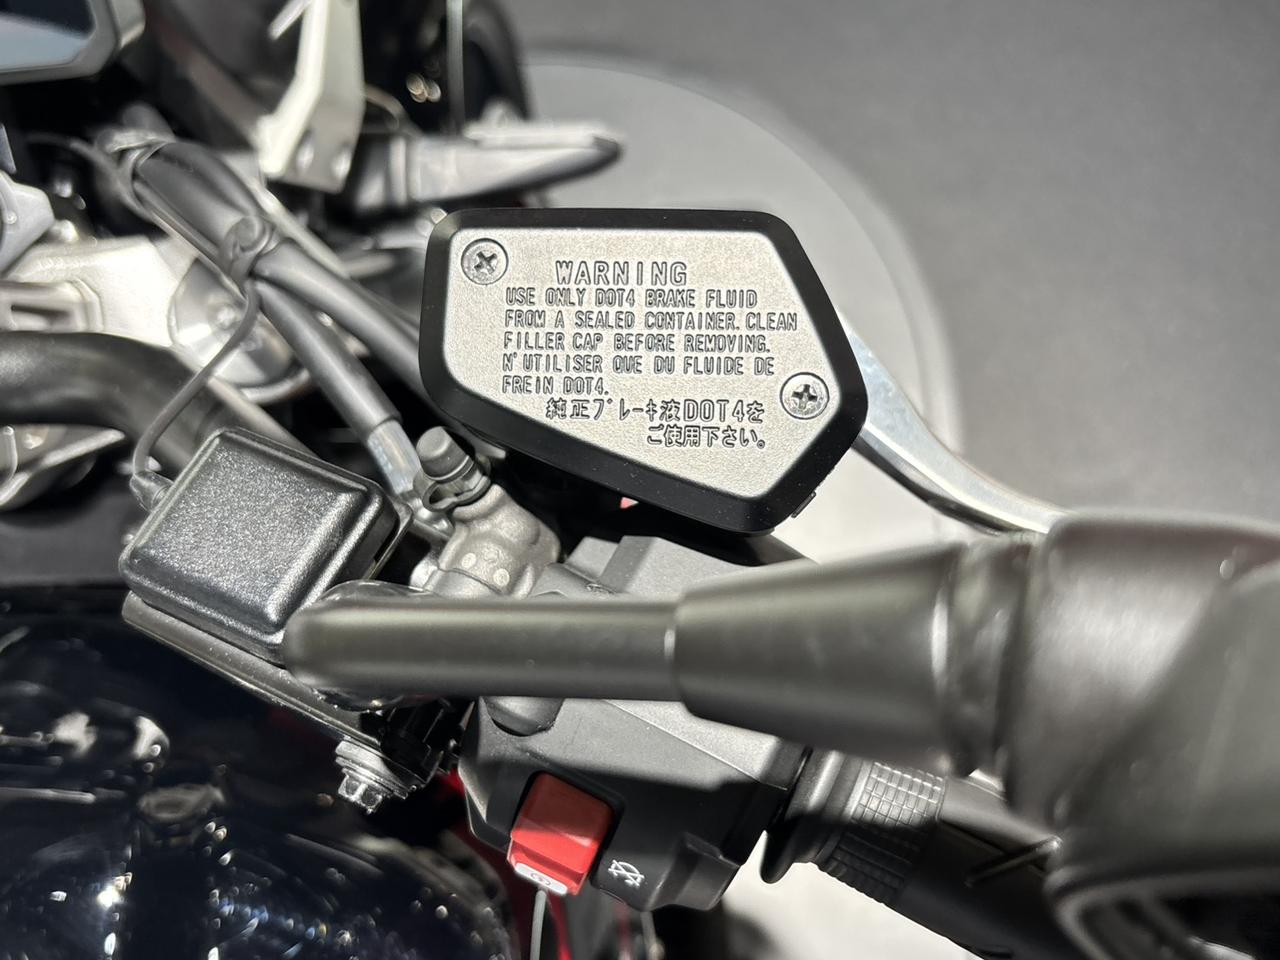 WARNING
USE ONLY DOT4 BRAKE FLUID
FROM A SEALED CONTAINER. CLEAN
FILLER CAP BEFORE REMOVING.
N'UTILISER QUE DU FLUIDE DE
FREIN DOT4.
純正ブレーキ液DOT4を
ご使用下さい。